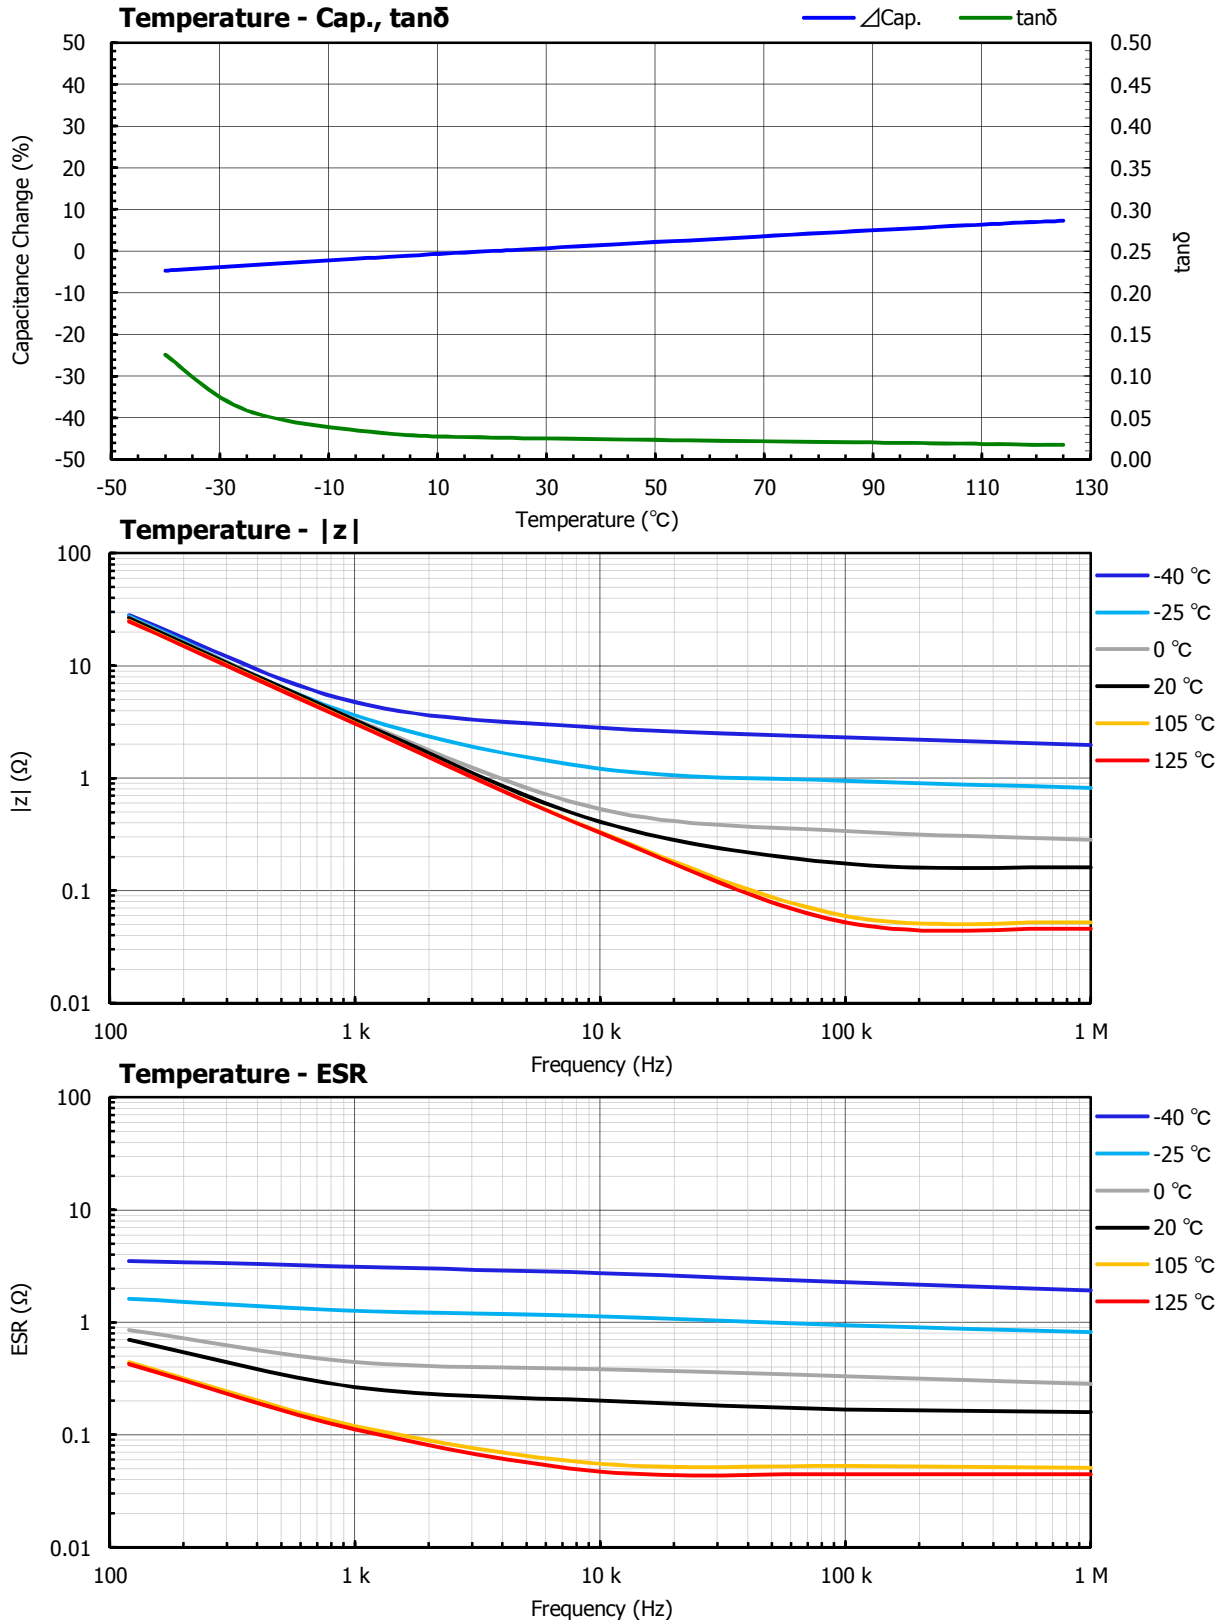 Temperature - Cap., tanδ
⊿Cap.
tanδ
50
40
30
20
10
0
-10
-20
-30
-40
-50
Capacitance Change (%)
0.50
0.45
0.40
0.35
0.30
0.25
0.20
0.15
0.10
0.05
0.00
tanδ
-50 -30 -10 10 30 50 70 90 110 130
Temperature (℃)
Temperature - |z|
100
10
1
0.1
0.01
|z| (Ω)
-40 ℃
-25 ℃
0 ℃
20 ℃
105 ℃
125 ℃
100 1 k 10 k 100 k 1 M
Frequency (Hz)
Temperature - ESR
100
10
1
0.1
0.01
ESR (Ω)
-40 ℃
-25 ℃
0 ℃
20 ℃
105 ℃
125 ℃
100 1 k 10 k 100 k 1 M
Frequency (Hz)